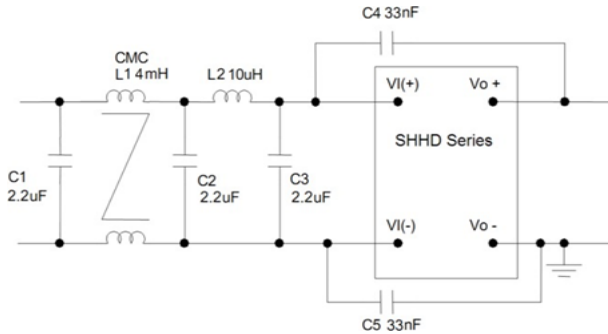 C4 33nF
CMC
L1 4mH
L2 10uH
VI(+)
Vo +
SHHD Series
C1
2.2uF
C2
2.2uF
C3
2.2uF
VI(-)
Vo -
C5 33nF